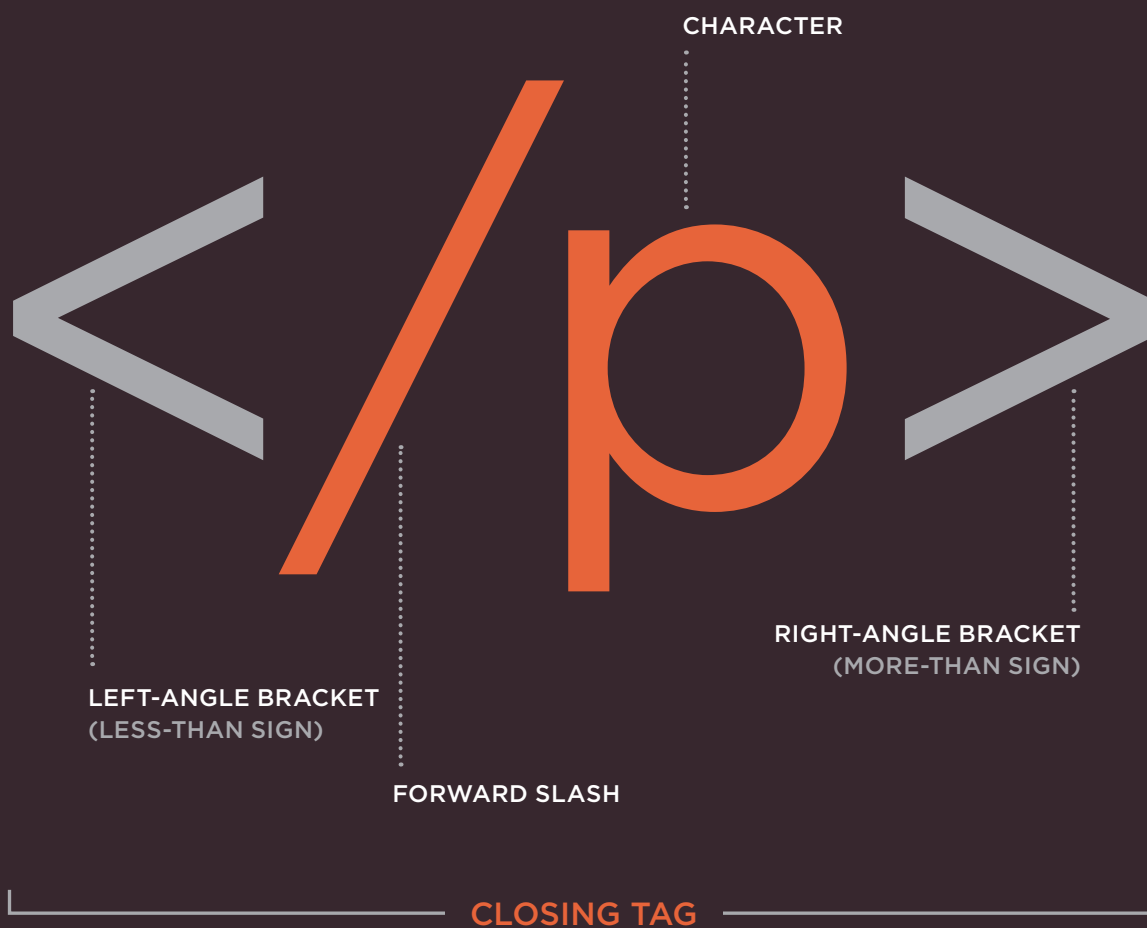 CHARACTER
</p>
RIGHT-ANGLE BRACKET
(MORE-THAN SIGN)
LEFT-ANGLE BRACKET
(LESS-THAN SIGN)
FORWARD SLASH
CLOSING TAG